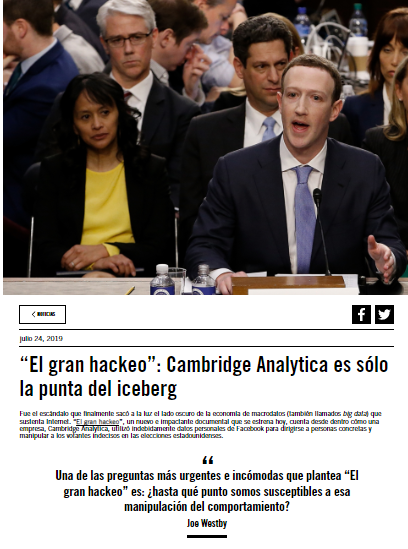 NOTICIAS
julio 24, 2019
“El gran hackeo”: Cambridge Analytica es sólo
la punta del iceberg
Fue el escándalo que finalmente sacó a la luz el lado oscuro de la economía de macrodatos (también llamados big data) que
sustenta Internet. “El gran hackeo”, un nuevo e impactante documental que se estrena hoy, cuenta desde dentro cómo una
empresa, Cambridge Analytica, utilizó indebidamente datos personales de Facebook para dirigirse a personas concretas y
manipular a los votantes indecisos en las elecciones estadounidenses.
“
Una de las preguntas más urgentes e incómodas que plantea “El
gran hackeo” es: ¿hasta qué punto somos susceptibles a esa
manipulación del comportamiento?
Joe Westby